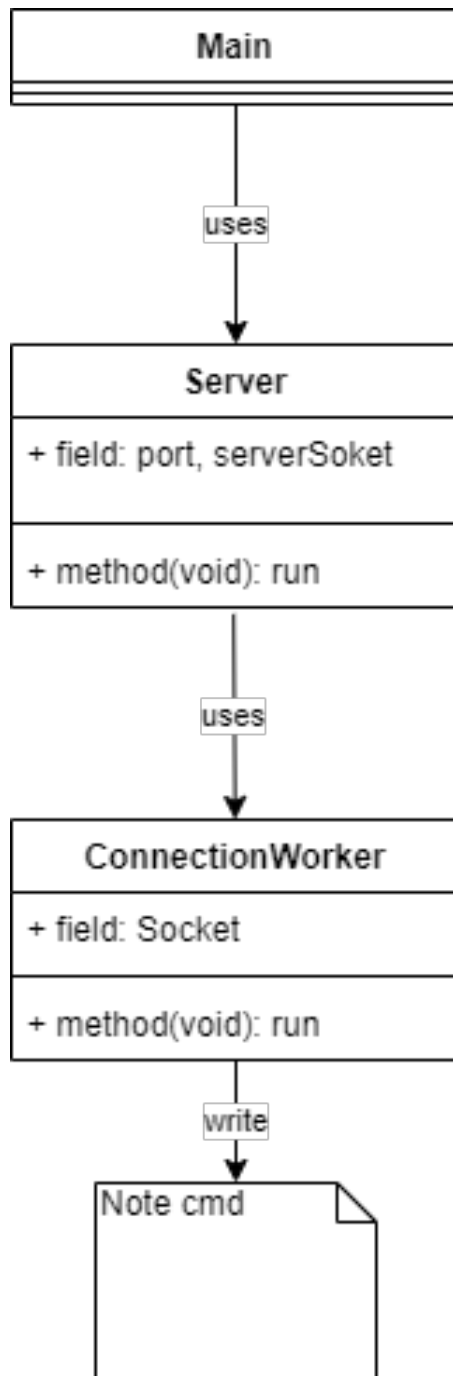 Main
uses
Server
+ field: port, serverSoket
+ method(void): run
uses
ConnectionWorker
+ field: Socket
+ method(void): run
write
Note cmd